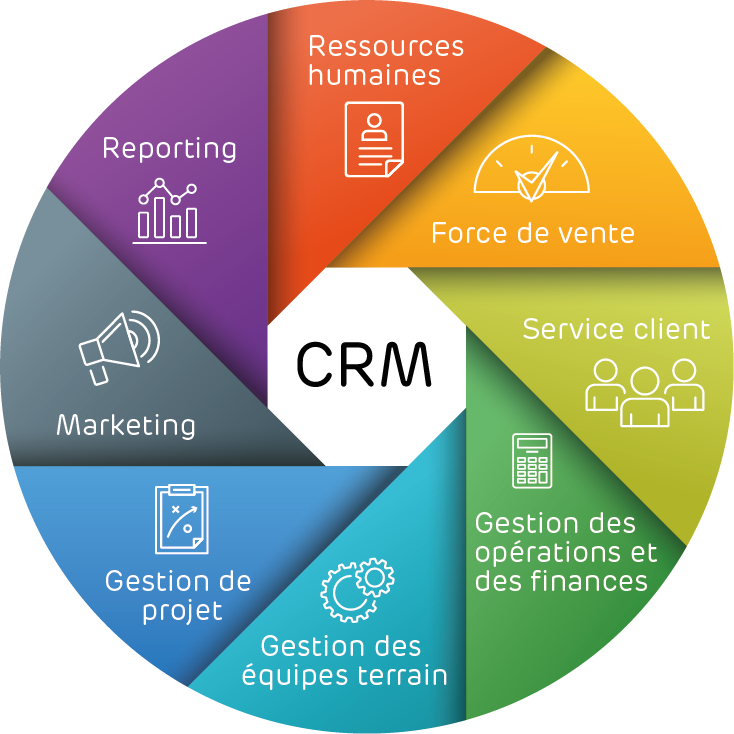 Ressources
humaines
Reporting
Force de vente
Service client
CRM
Marketing
Gestion des
opérations et
des finances
Gestion de
projet
Gestion des
équipes terrain